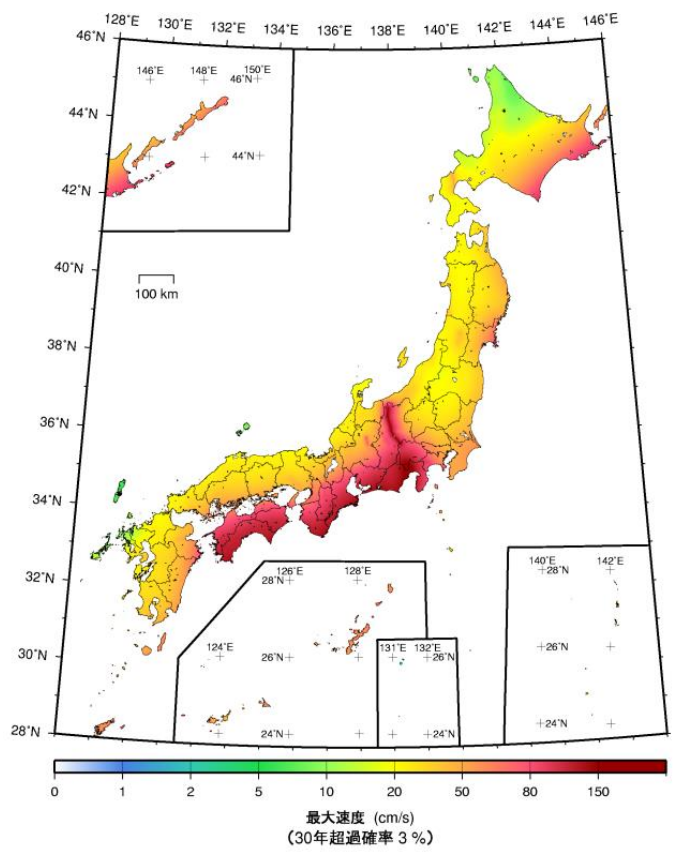 128°E 130°E 132°E 134°E 136°E 138°E 140°E 142°E 144°E 146°E
46°N
146°E 148°E 150°E
46°N
44°N
44°N
42°N
40°N
100 km
38°N
36°N
34°N
32°N
126°E 128°E
28°N
140°E 142°E
28°N
124°E
26°N
131°E 132°E
26°N
26°N
30°N
28°N
24°N
24°N
24°N
0 1 2 5 10 20 50 80 150
最大速度 (cm/s)
（30年超過確率 3 %）